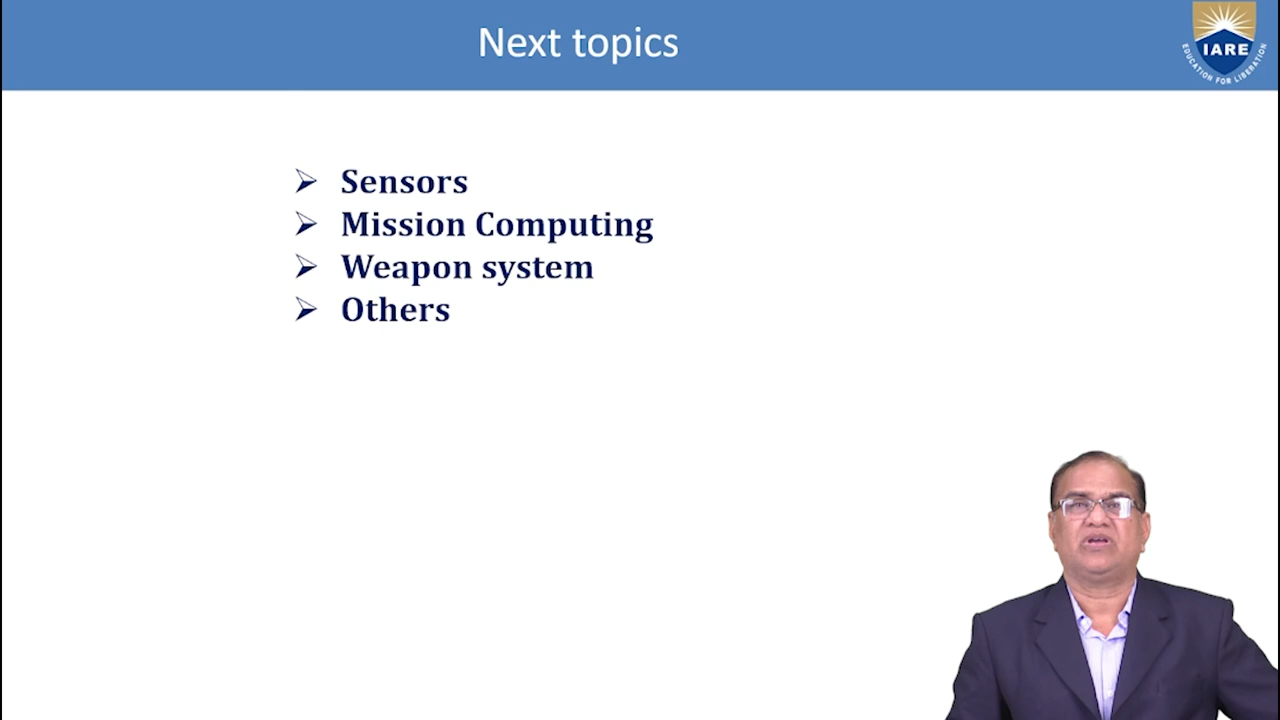 Next topics
IARE
EDUCATION FOR LIBERATION
Sensors
Mission Computing
Weapon system
Others